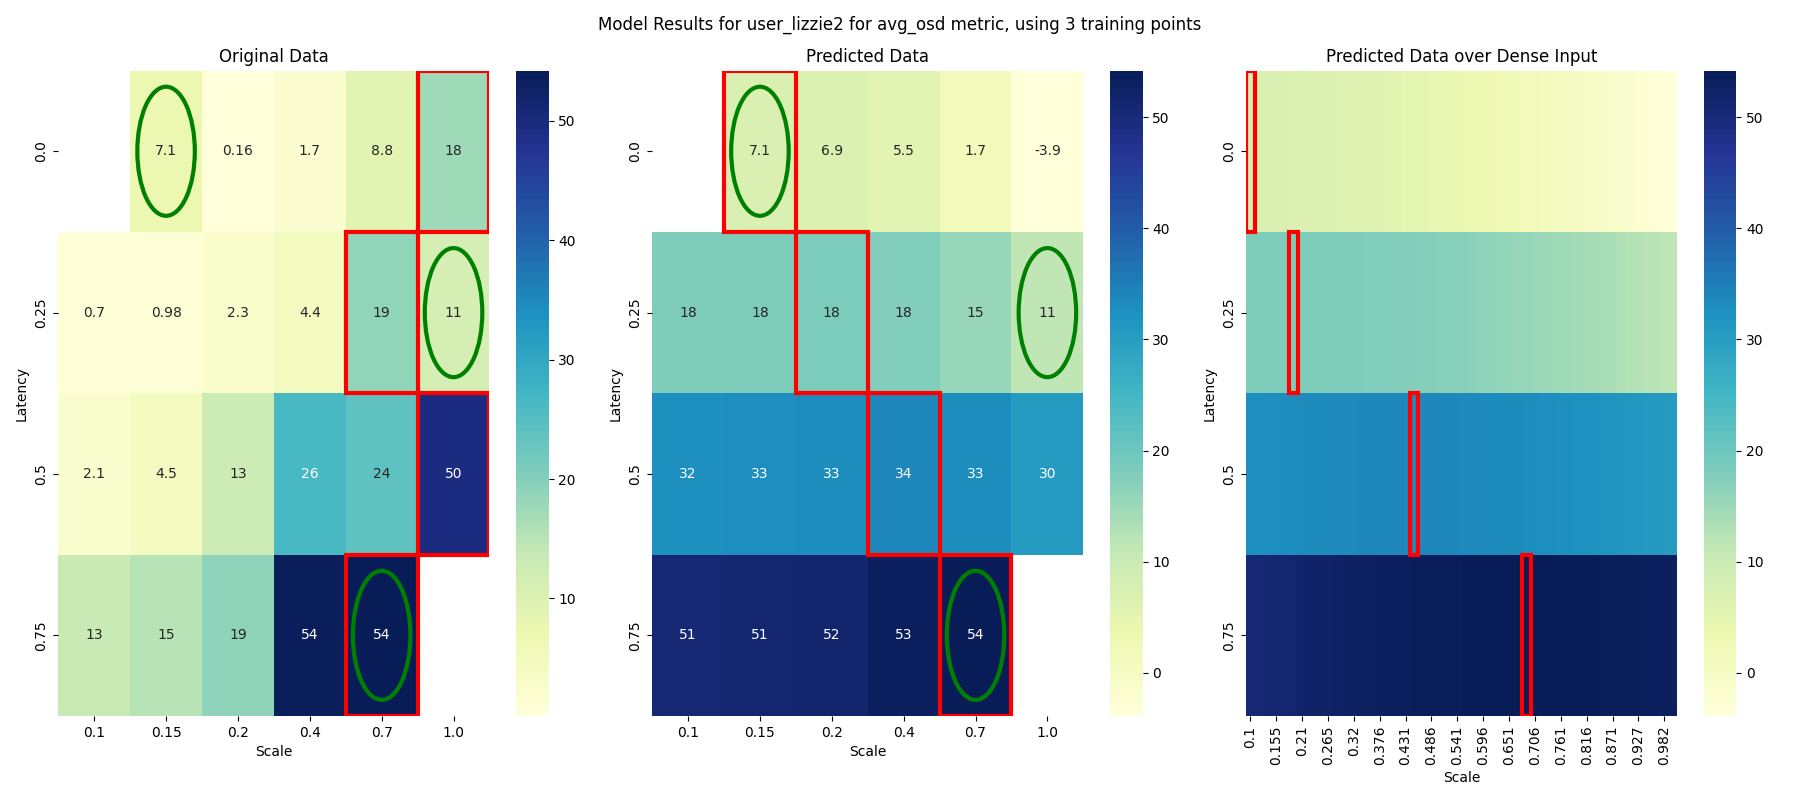 Model Results for user_lizzie2 for avg_osd metric, using 3 training points
Original Data
Latency
0.0
0.25
0.5
0.75
7.1 0.16 1.7 8.8 18
0.7 0.98 2.3 4.4 19 11
2.1 4.5 13 26 24 50
13 15 19 54 54
0.1 0.15 0.2 0.4 0.7 1.0
Scale
50
40
30
20
10
Predicted Data
Latency
0.0
0.25
0.5
0.75
7.1 6.9 5.5 1.7 -3.9
18 18 18 18 15 11
32 33 33 34 33 30
51 51 52 53 54
0.1 0.15 0.2 0.4 0.7 1.0
Scale
50
40
30
20
10
0
Predicted Data over Dense Input
Latency
0.0
0.25
0.5
0.75
0.1 0.155 0.21 0.265 0.32 0.376 0.431 0.486 0.541 0.596 0.651 0.706 0.761 0.816 0.871 0.927 0.982
Scale
50
40
30
20
10
0